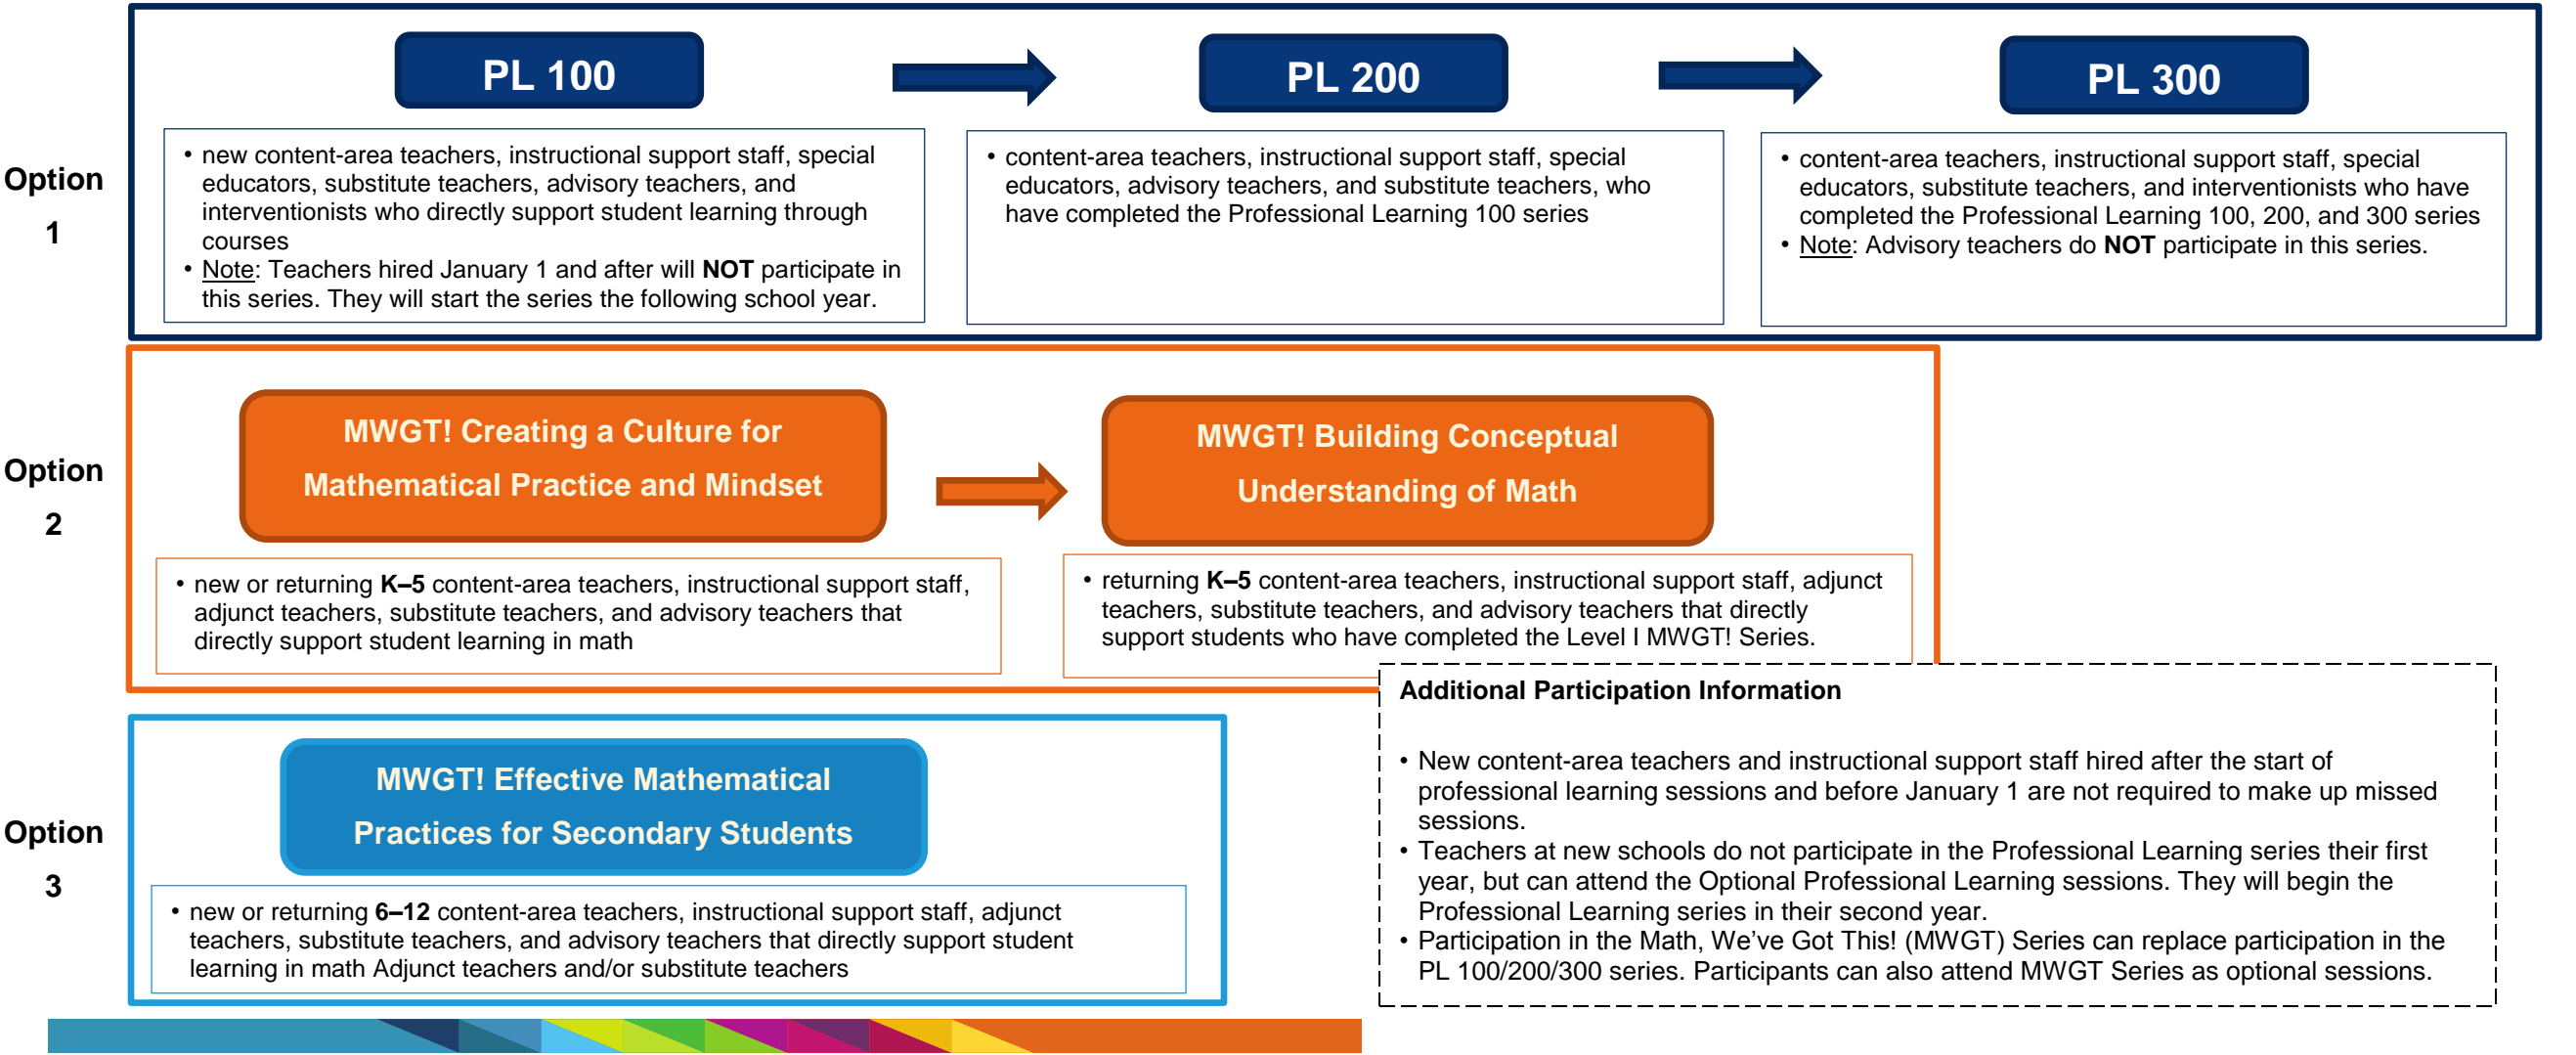 Option
1
PL 100
• new content-area teachers, instructional support staff, special
educators, substitute teachers, advisory teachers, and
interventionists who directly support student learning through
courses
• Note: Teachers hired January 1 and after will NOT participate in
this series. They will start the series the following school year.
PL 200
• content-area teachers, instructional support staff, special
educators, advisory teachers, and substitute teachers, who
have completed the Professional Learning 100 series
PL 300
• content-area teachers, instructional support staff, special
educators, substitute teachers, and interventionists who have
completed the Professional Learning 100, 200, and 300 series
• Note: Advisory teachers do NOT participate in this series.
Option
2
MWGT! Creating a Culture for
Mathematical Practice and Mindset
• new or returning K–5 content-area teachers, instructional support staff,
adjunct teachers, substitute teachers, and advisory teachers that
directly support student learning in math
MWGT! Building Conceptual
Understanding of Math
• returning K–5 content-area teachers, instructional support staff, adjunct
teachers, substitute teachers, and advisory teachers that directly
support students who have completed the Level I MWGT! Series.
Option
3
MWGT! Effective Mathematical
Practices for Secondary Students
• new or returning 6–12 content-area teachers, instructional support staff, adjunct
teachers, substitute teachers, and advisory teachers that directly support student
learning in math Adjunct teachers and/or substitute teachers
Additional Participation Information
• New content-area teachers and instructional support staff hired after the start of
professional learning sessions and before January 1 are not required to make up missed
sessions.
• Teachers at new schools do not participate in the Professional Learning series their first
year, but can attend the Optional Professional Learning sessions. They will begin the
Professional Learning series in their second year.
• Participation in the Math, We’ve Got This! (MWGT) Series can replace participation in the
PL 100/200/300 series. Participants can also attend MWGT Series as optional sessions.